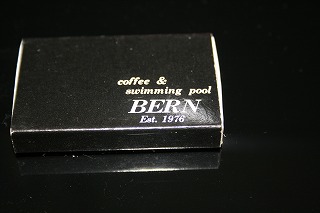 coffee &
swimming pool
BERN
Est. 1976